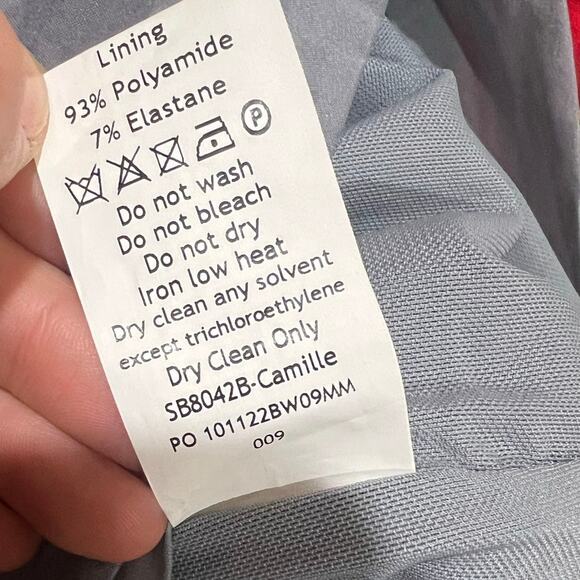 Lining
93% Polyamide
7% Elastane
P
Do not wash
Do not bleach
Do not dry
Iron low heat
Dry clean any solvent
except trichloroethylene
Dry Clean Only
SB8042B-Camille
PO 101122BW09MM
009